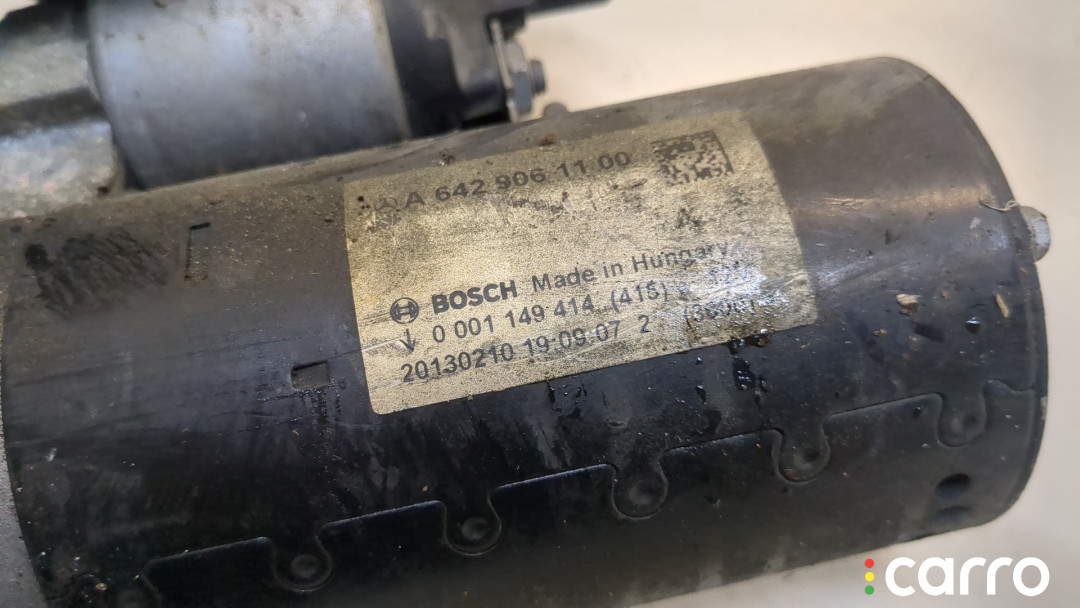 A 642 906 11 00
A
BOSCH Made in Hungary
0 001 149 414 (415)
20130210 19:09:07 2
carro